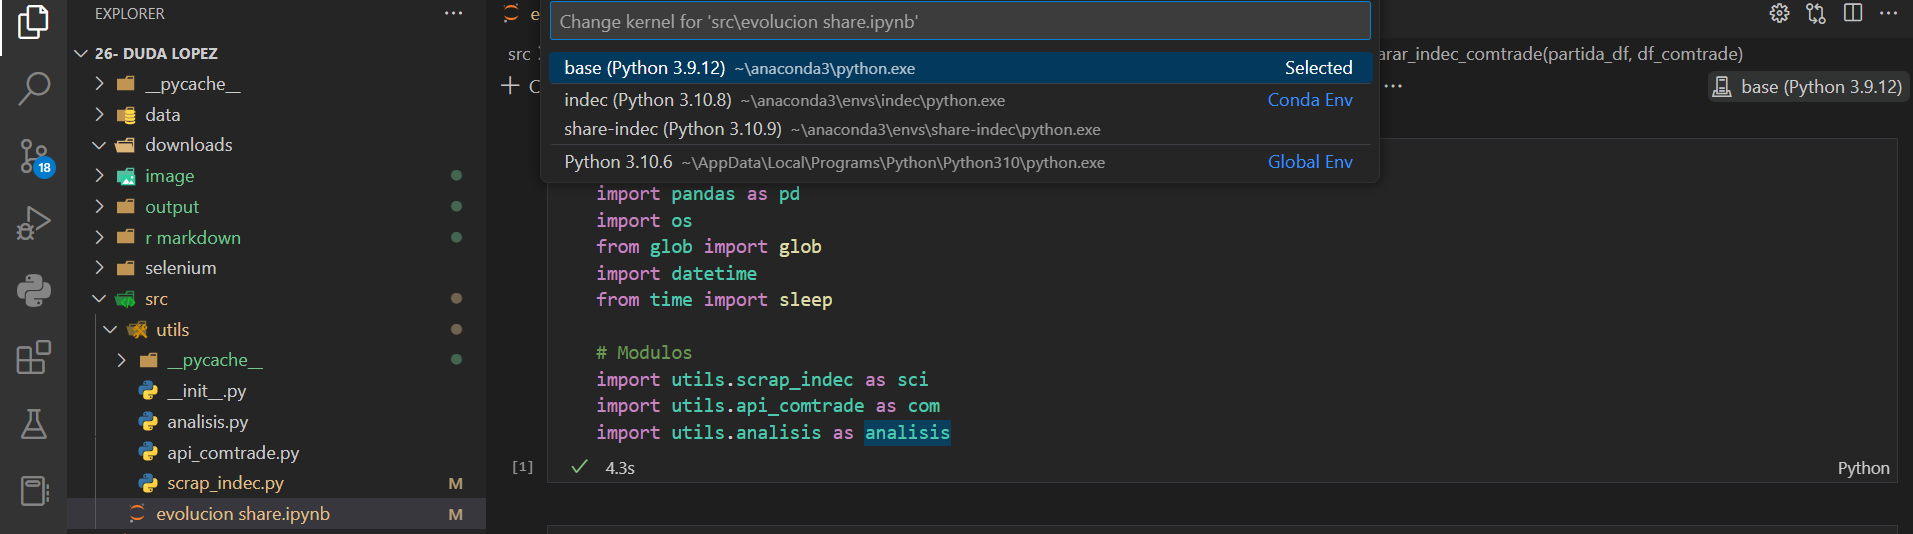 EXPLORER
26- DUDA LOPEZ
__pycache__
data
downloads
image
output
r markdown
selenium
src
utils
__pycache__
__init__.py
analisis.py
api_comtrade.py
scrap_indec.py M
evolucion share.ipynb M
18
e
src
+ C
Change kernel for 'src\evolucion share.ipynb'
base (Python 3.9.12) ~\anaconda3\python.exe Selected
indec (Python 3.10.8) ~\anaconda3\envs\indec\python.exe Conda Env
share-indec (Python 3.10.9) ~\anaconda3\envs\share-indec\python.exe
Python 3.10.6 ~\AppData\Local\Programs\Python\Python310\python.exe Global Env
arar_indec_comtrade(partida_df, df_comtrade)
base (Python 3.9.12)
import pandas as pd
import os
from glob import glob
import datetime
from time import sleep
# Modulos
import utils.scrap_indec as sci
import utils.api_comtrade as com
import utils.analisis as analisis
[1] 4.3s Python